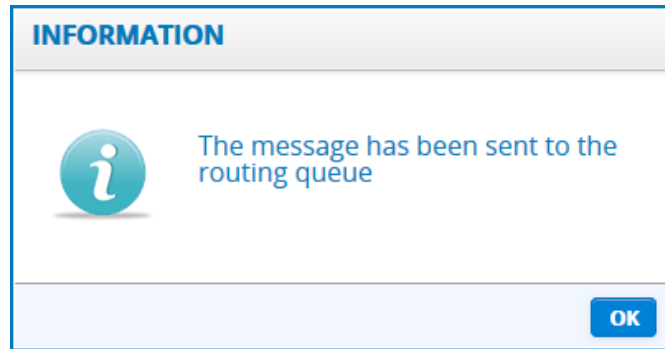 INFORMATION
The message has been sent to the
routing queue
OK